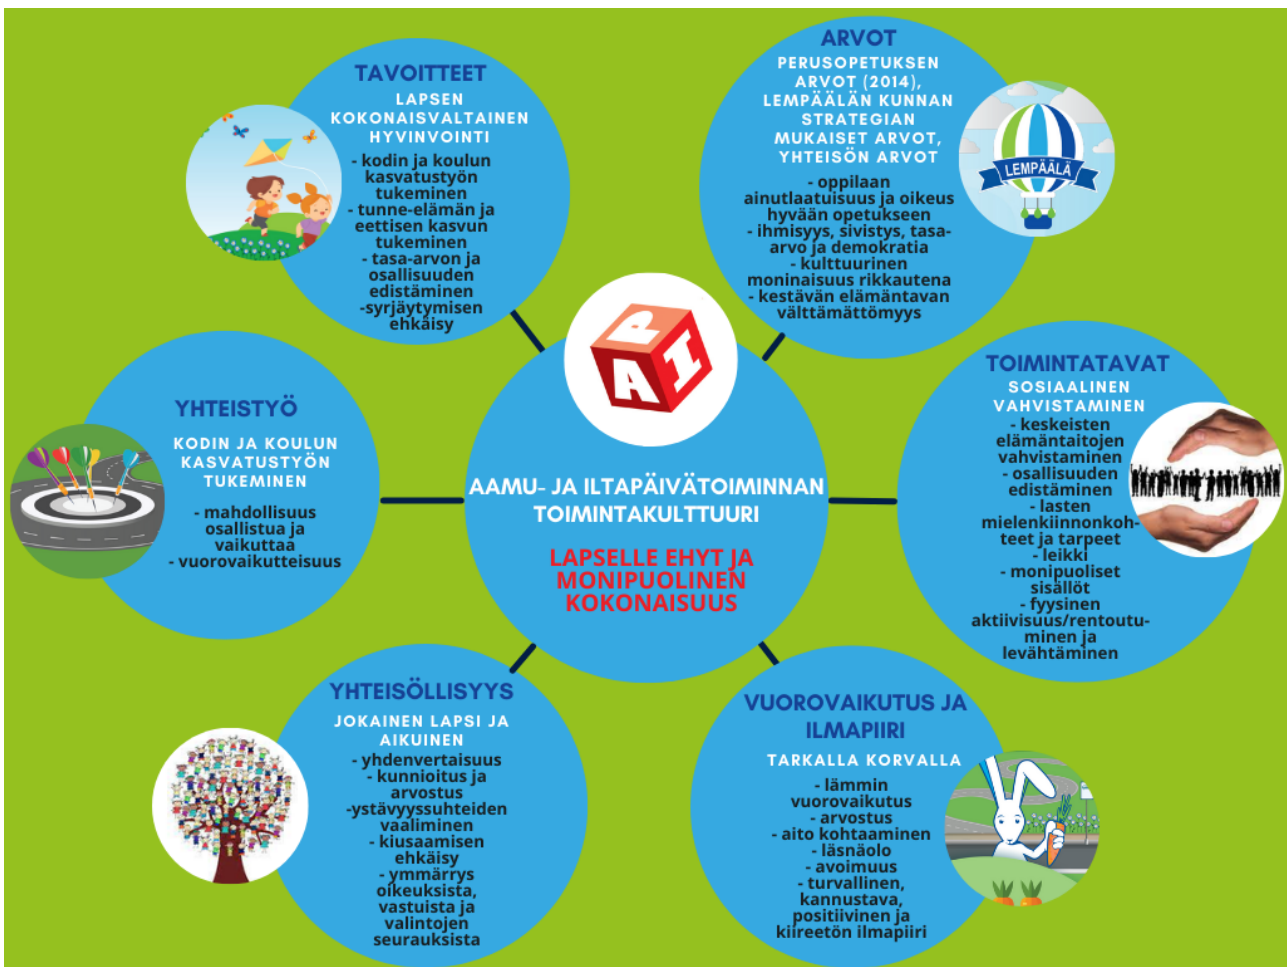 TAVOITTEET
LAPSEN
KOKONAISVALTAINEN
HYVINVOINTI
- kodin ja koulun
kasvatustyön
tukeminen
- tunne-elämän ja
eettisen kasvun
tukeminen
- tasa-arvon ja
osallisuuden
edistäminen
-syrjäytymisen
ehkäisy
ARVOT
PERUSOPETUKSEN
ARVOT (2014),
LEMPÄÄLÄN KUNNAN
STRATEGIAN
MUKAISET ARVOT,
YHTEISÖN ARVOT
- oppilaan
ainutlaatuisuus ja oikeus
hyvään opetukseen
- ihmisyys, sivistys, tasa-
arvo ja demokratia
- kulttuurinen
moninaisuus rikkautena
- kestävän elämäntavan
välttämättömyys
LEMPÄÄLÄ
YHTEISTYÖ
KODIN JA KOULUN
KASVATUSTYÖN
TUKEMINEN
- mahdollisuus
osallistua ja
vaikuttaa
- vuorovaikutteisuus
A P I
AAMU- JA ILTAPÄIVÄTOIMINNAN
TOIMINTAKULTTUURI
LAPSELLE EHYT JA
MONIPUOLINEN
KOKONAISUUS
TOIMINTATAVAT
SOSIAALINEN
VAHVISTAMINEN
- keskeisten
elämäntaitojen
vahvistaminen
- osallisuuden
edistäminen
- lasten
mielenkiinnonkoh-
teet ja tarpeet
- leikki
- monipuoliset
sisällöt
- fyysinen
aktiivisuus/rentoutu-
minen ja
levähtäminen
YHTEISÖLLISYYS
JOKAINEN LAPSI JA
AIKUINEN
- yhdenvertaisuus
- kunnioitus ja
arvostus
-ystävyyssuhteiden
vaaliminen
- kiusaamisen
ehkäisy
- ymmärrys
oikeuksista,
vastuista ja
valintojen
seurauksista
VUOROVAIKUTUS JA
ILMAPIIRI
TARKALLA KORVALLA
- lämmin
vuorovaikutus
- arvostus
- aito kohtaaminen
- läsnäolo
- avoimuus
- turvallinen,
kannustava,
positiivinen ja
kiireetön ilmapiiri